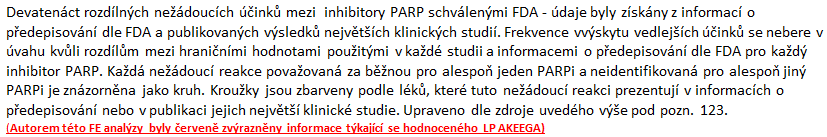 Devatenáct rozdílných nežádoucích účinků mezi inhibitory PARP schválenými FDA - údaje byly získány z informací o
předepisování dle FDA a publikovaných výsledků největších klinických studií. Frekvence vvýskytu vedlejších účinků se nebere v
úvahu kvůli rozdílům mezi hraničními hodnotami použitými v každé studii a informacemi o předepisování dle FDA pro každý
inhibitor PARP. Každá nežádoucí reakce považovaná za běžnou pro alespoň jeden PARPi a neidentifikovaná pro alespoň jiný
PARPi je znázorněna jako kruh. Kroužky jsou zbarveny podle léků, které tuto nežádoucí reakci prezentují v informacích o
předepisování nebo v publikaci jejich největší klinické studie. Upraveno dle zdroje uvedého výše pod pozn. 123.
(Autorem této FE analýzy byly červeně zvýrazněny informace týkající se hodnoceného LP AKEEGA)